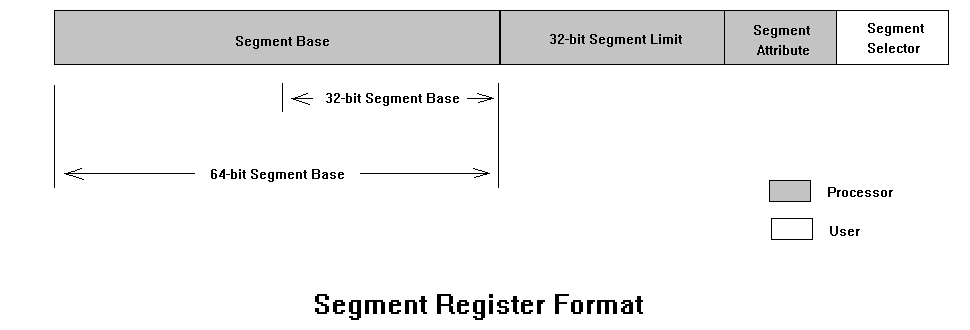 Segment Base
32-bit Segment Limit
Segment
Attribute
Segment
Selector
32-bit Segment Base
64-bit Segment Base
Processor
User
Segment Register Format